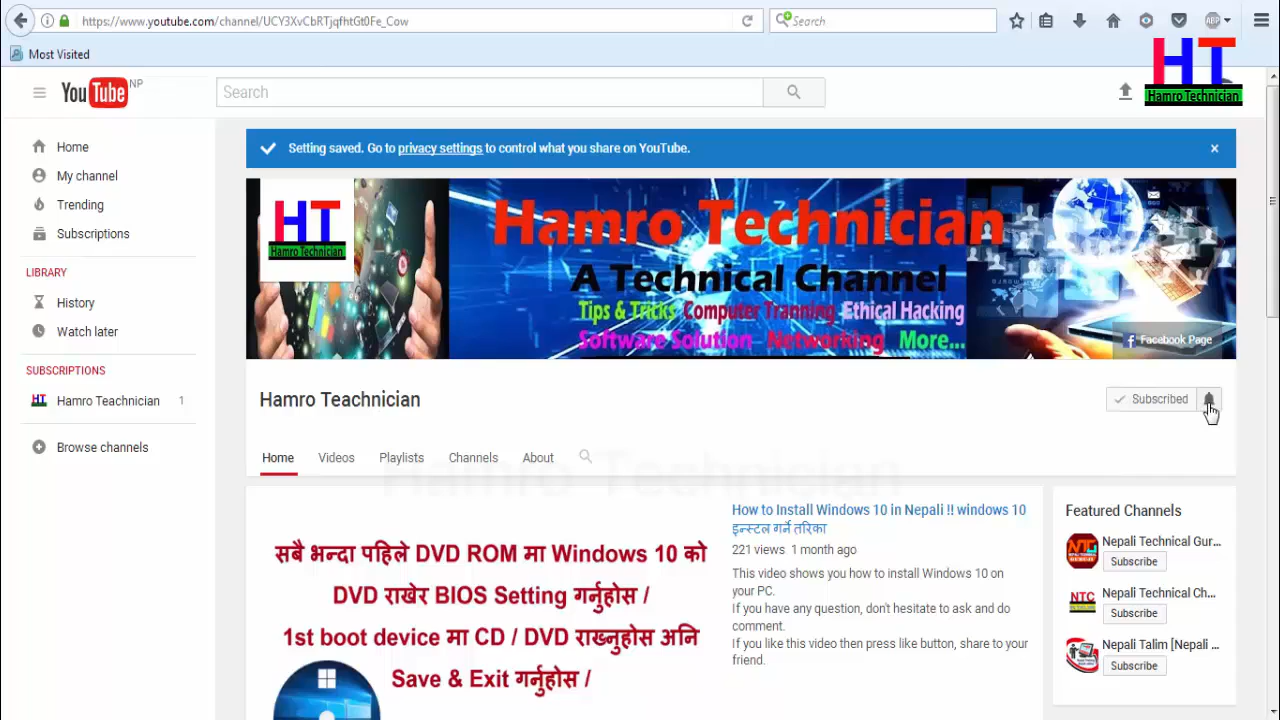 https://www.youtube.com/channel/UCY3XvCbRTjqfhtGt0Fe_Cow
Search
ABP
Most Visited
HT
Hamro Technician
YouTube NP
Search
Home
My channel
Trending
Subscriptions
LIBRARY
History
Watch later
SUBSCRIPTIONS
HT Hamro Teachnician 1
Browse channels
Setting saved. Go to privacy settings to control what you share on YouTube.
HT
Hamro Technician
Hamro Technician
A Technical Channel
Tips & Tricks Computer Tranning Ethical Hacking
Software Solution Networking More...
Facebook Page
Hamro Teachnician
Subscribed
Home Videos Playlists Channels About
Hamro Technician
सबै भन्दा पहिले DVD ROM मा Windows 10 को
DVD राखेर BIOS Setting गर्नुहोस /
1st boot device मा CD / DVD राख्नुहोस अनि
Save & Exit गर्नुहोस /
How to Install Windows 10 in Nepali !! windows 10
इन्स्टल गर्ने तरिका
221 views 1 month ago
This video shows you how to install Windows 10 on
your PC.
If you have any question, don't hesitate to ask and do
comment.
If you like this video then press like button, share to your
friend.
Featured Channels
Nepali Technical Gur...
Subscribe
NTC
Nepali Technical Ch...
Subscribe
Nepali Talim [Nepali ...
Subscribe